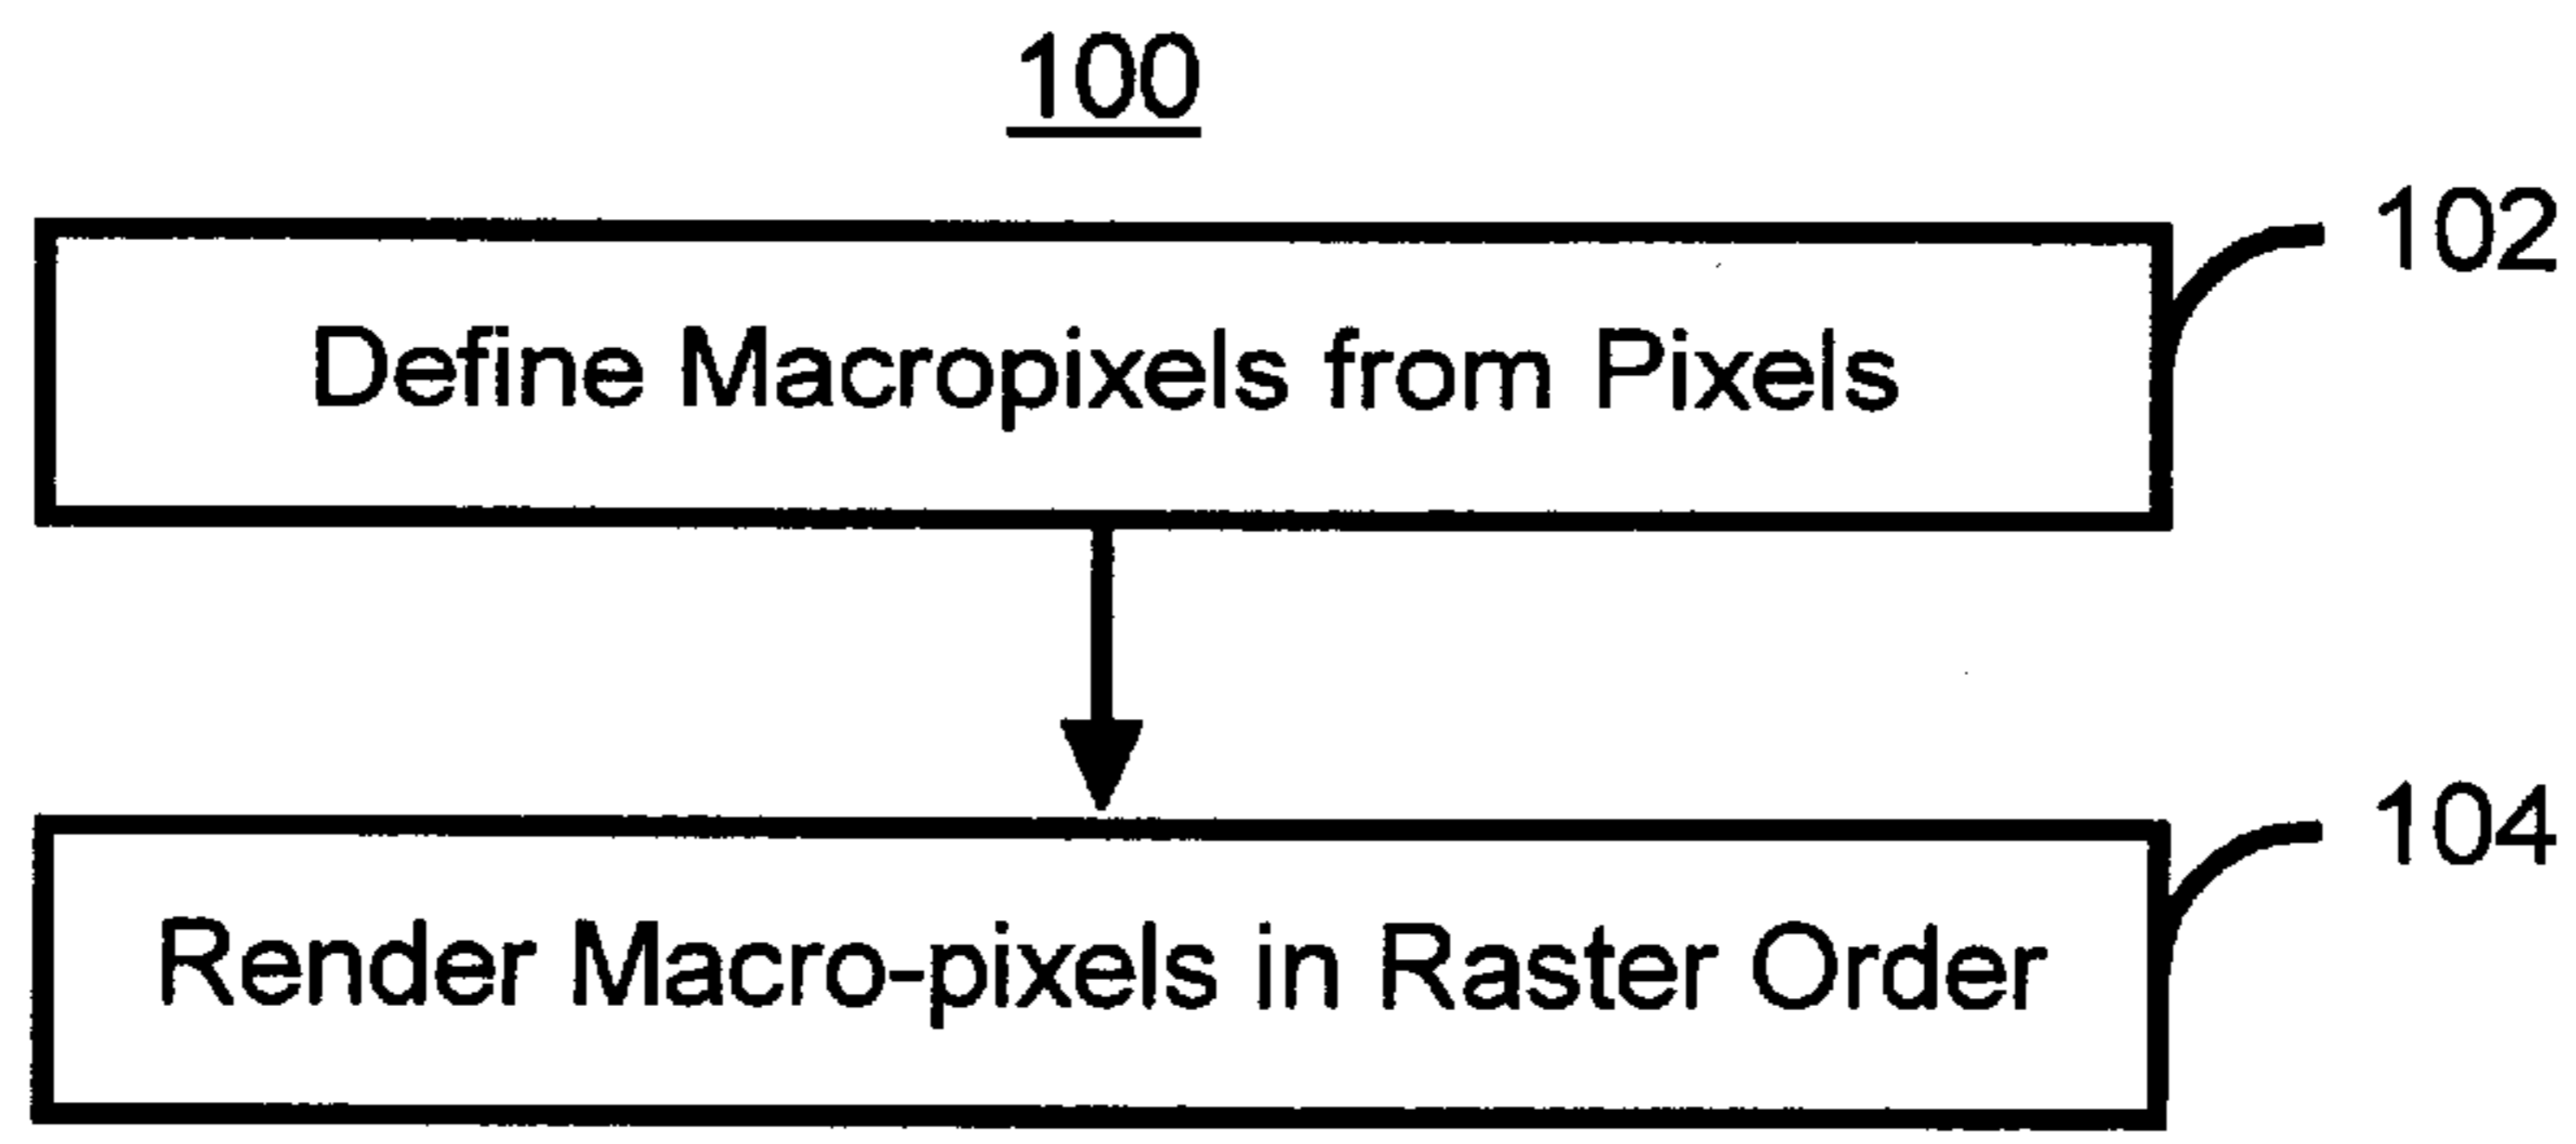 100
102
Define Macropixels from Pixels
104
Render Macro-pixels in Raster Order